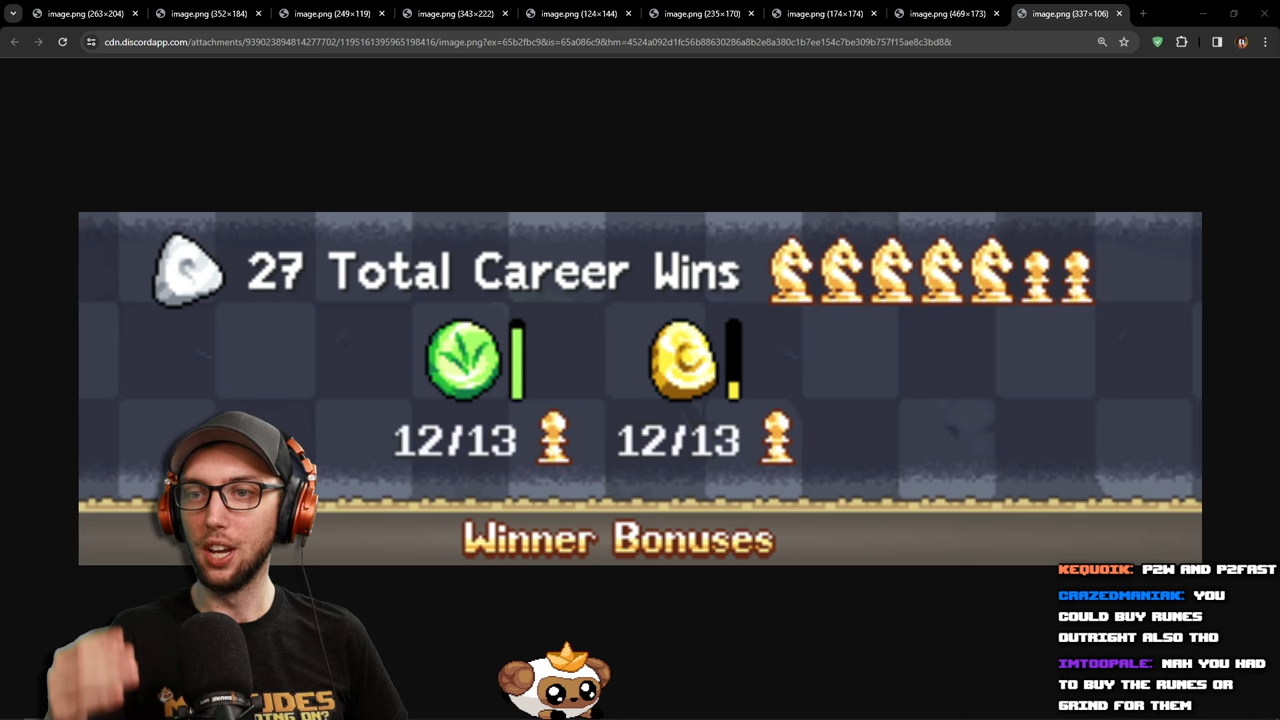 image.png (263×204)
image.png (352×184)
image.png (249×119)
image.png (343×222)
image.png (124×144)
image.png (235×170)
image.png (174×174)
image.png (469×173)
image.png (337×106)
cdn.discordapp.com/attachments/939023894814277702/1195161395965198416/image.png?ex=65b2fbc9&is=65a086c9&hm=4524a092d1fc56b88630286a8b2e8a380c1b7ee154c7be309b757f15ae8c3bd8&
27 Total Career Wins
12/13 12/13
Winner Bonuses
KEQUOIK: P2W AND P2FAST
CRAZEDMANIAK: YOU
COULD BUY RUNES
OUTRIGHT ALSO THO
IMTOOPALE: NAH YOU HAD
TO BUY THE RUNES OR
GRIND FOR THEM